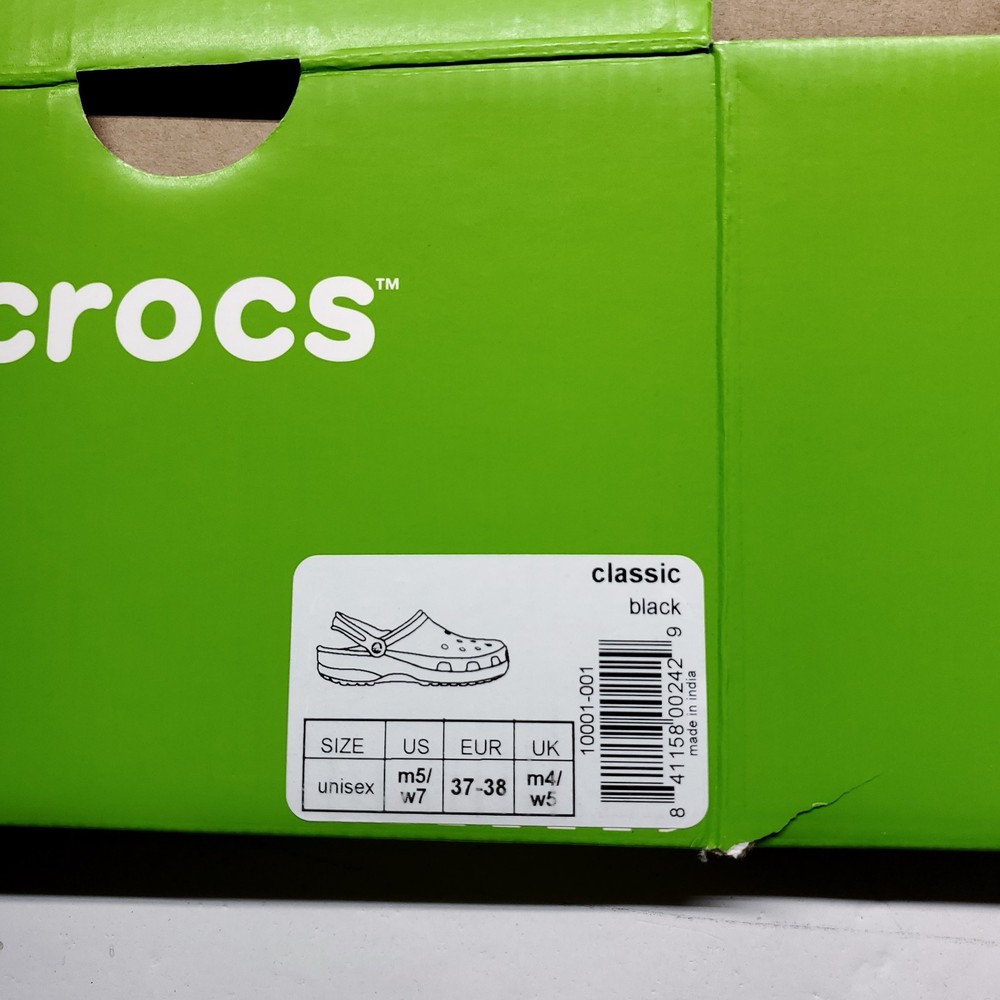 crocs™
classic
black
10001-001
8 41158 00242 9
made in india
SIZE US EUR UK
unisex m5/ w7 37-38 m4/ w5